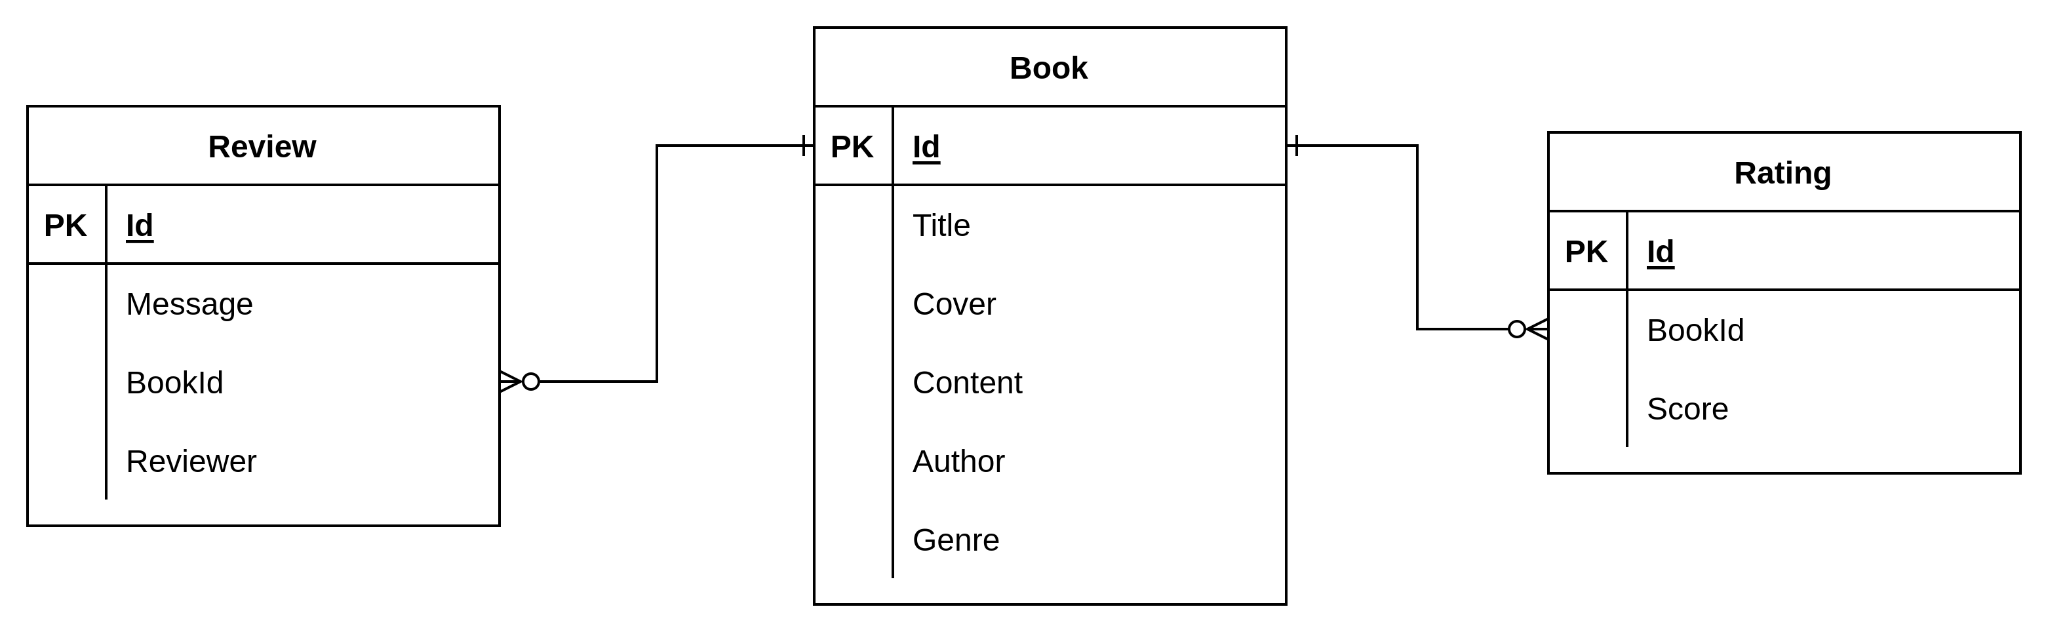 Review
PK Id
Message
BookId
Reviewer
Book
PK Id
Title
Cover
Content
Author
Genre
Rating
PK Id
BookId
Score